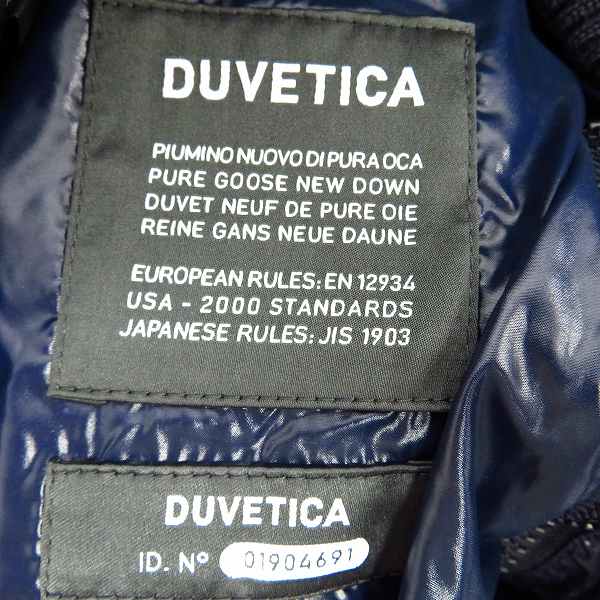 DUVETICA
PIUMINO NUOVO DI PURA OCA
PURE GOOSE NEW DOWN
DUVET NEUF DE PURE OIE
REINE GANS NEUE DAUNE
EUROPEAN RULES: EN 12934
USA - 2000 STANDARDS
JAPANESE RULES: JIS 1903
DUVETICA
ID. Nº 01904691